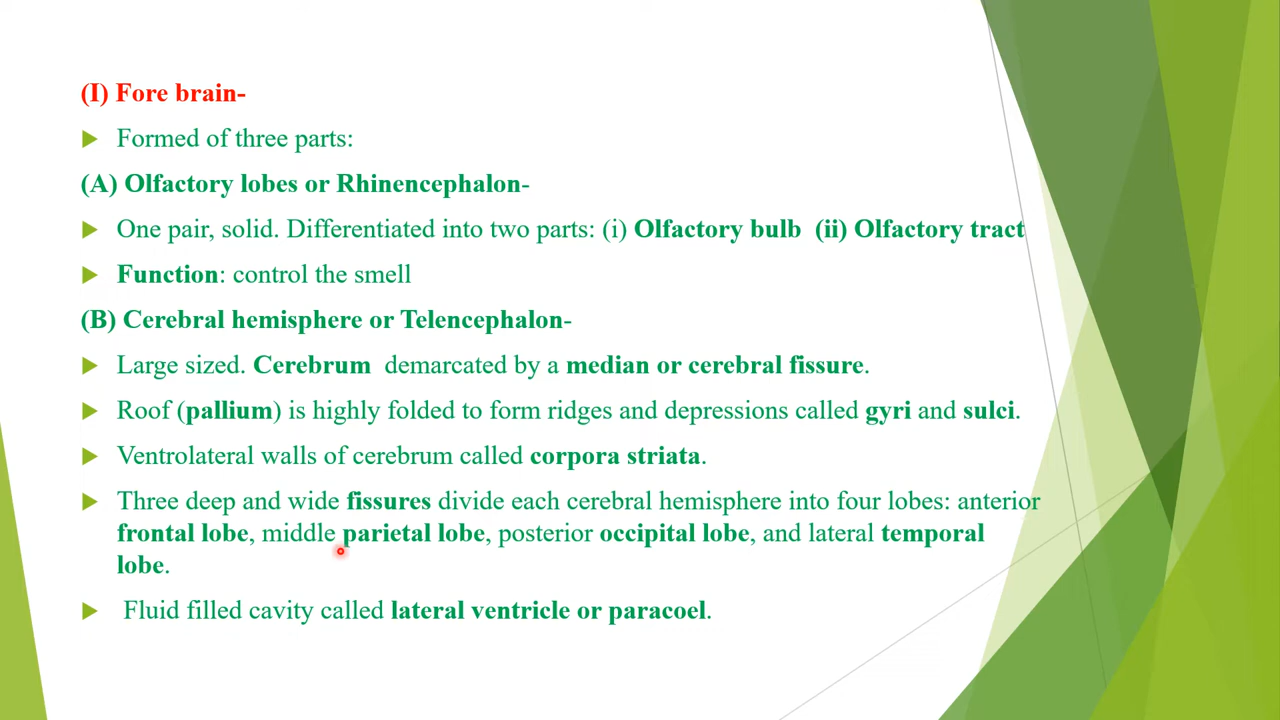 (I) Fore brain-
Formed of three parts:
(A) Olfactory lobes or Rhinencephalon-
One pair, solid. Differentiated into two parts: (i) Olfactory bulb (ii) Olfactory tract
Function: control the smell
(B) Cerebral hemisphere or Telencephalon-
Large sized. Cerebrum demarcated by a median or cerebral fissure.
Roof (pallium) is highly folded to form ridges and depressions called gyri and sulci.
Ventrolateral walls of cerebrum called corpora striata.
Three deep and wide fissures divide each cerebral hemisphere into four lobes: anterior
frontal lobe, middle parietal lobe, posterior occipital lobe, and lateral temporal
lobe.
Fluid filled cavity called lateral ventricle or paracoel.